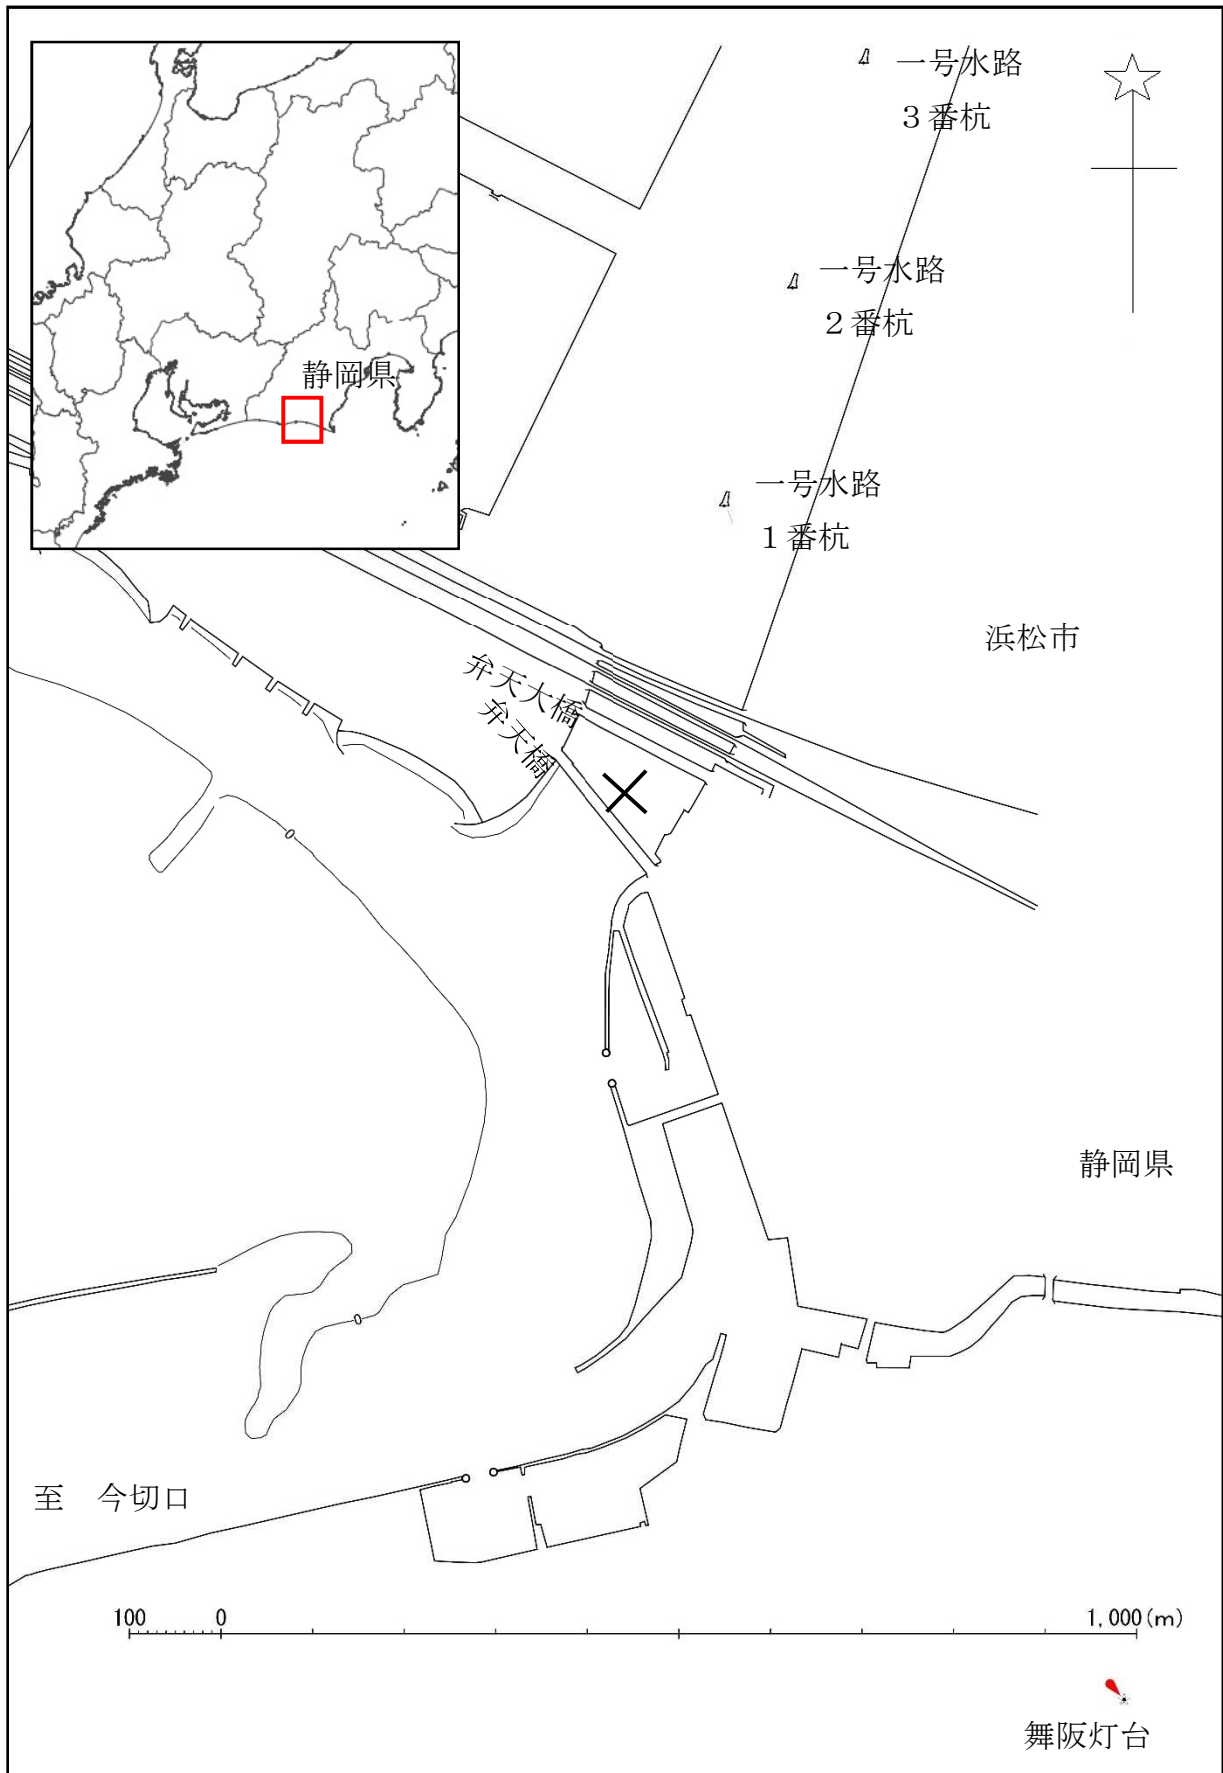 一号水路
３番杭
一号水路
２番杭
静岡県
一号水路
１番杭
浜松市
弁天大橋
弁天橋
静岡県
至　今切口
100 0 1,000(m)
舞阪灯台